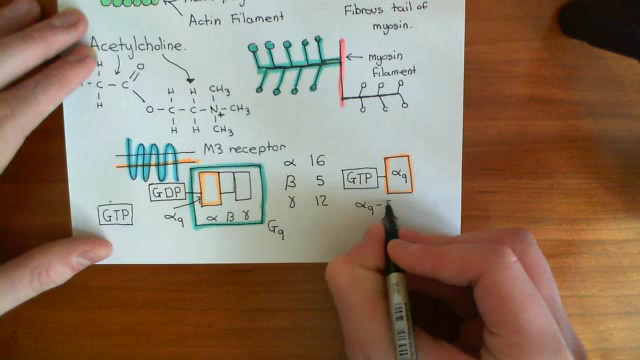 Actin Filament
Fibrous tail of
myosin.
Acetylcholine.
myosin
filament
H
O
H
H H CH₃
C - C
O - C - C - N - CH₃
+
H H CH₃
M3 receptor
GDP
α 16
β 5
γ 12
GTP
αq
GTP
αq
α β γ
Gq
αq -